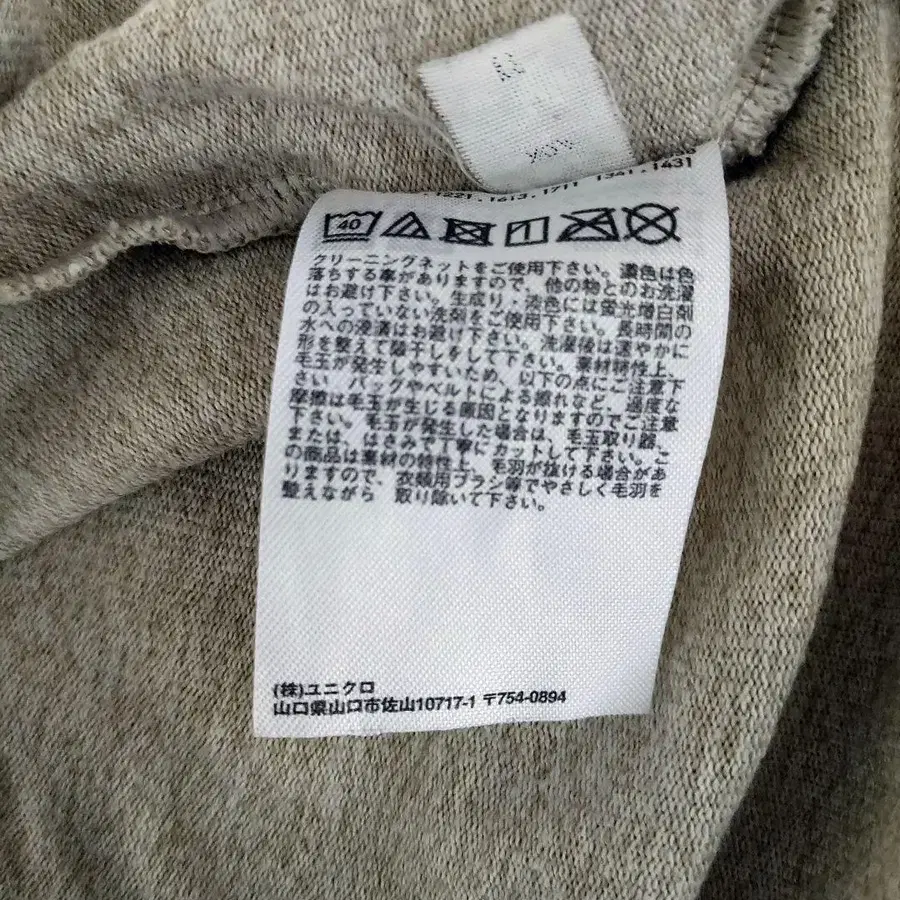 1221.1413.1711 1341.1431
40
クリーニングネットをご使用下さい。濃色は色
落ちする事がありますので、他の物とのお洗濯
はお避け下さい。生成り・淡色には蛍光増白剤
の入っていない洗剤をご使用下さい。長時間の
水への浸漬はお避け下さい。洗濯後は速やかに
形を整えて陰干しをして下さい。素材特性上、
毛玉が発生しやすいため、以下の点にご注意下
さい バッグやベルトによる擦れなど、過度な
摩擦は毛玉が生じる原因となりますのでご注意
下さい。毛玉が発生した場合は、毛玉取り器、
または、はさみで丁寧にカットして下さい。こ
の商品は素材の特性上、毛羽が抜ける場合があ
りますので、衣類用ブラシ等でやさしく毛羽を
整えながら 取り除いて下さい。
(株)ユニクロ
山口県山口市佐山10717-1 〒754-0894